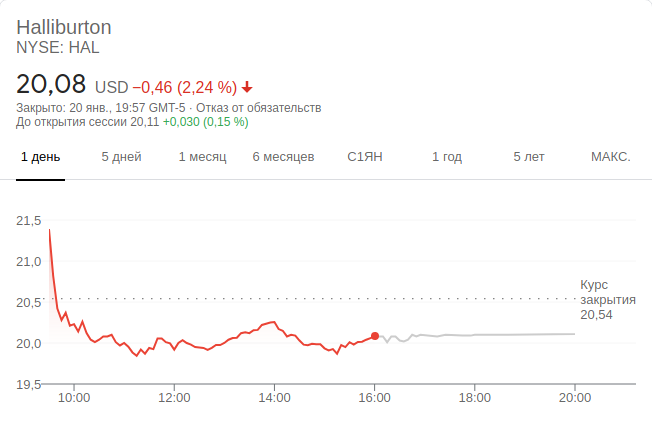 Halliburton
NYSE: HAL
20,08 USD −0,46 (2,24 %)
Закрыто: 20 янв., 19:57 GMT-5 · Отказ от обязательств
До открытия сессии 20,11 +0,030 (0,15 %)
1 день 5 дней 1 месяц 6 месяцев С1ЯН 1 год 5 лет МАКС.
21,5
21,0
20,5
20,0
19,5
Курс
закрытия
20,54
10:00 12:00 14:00 16:00 18:00 20:00